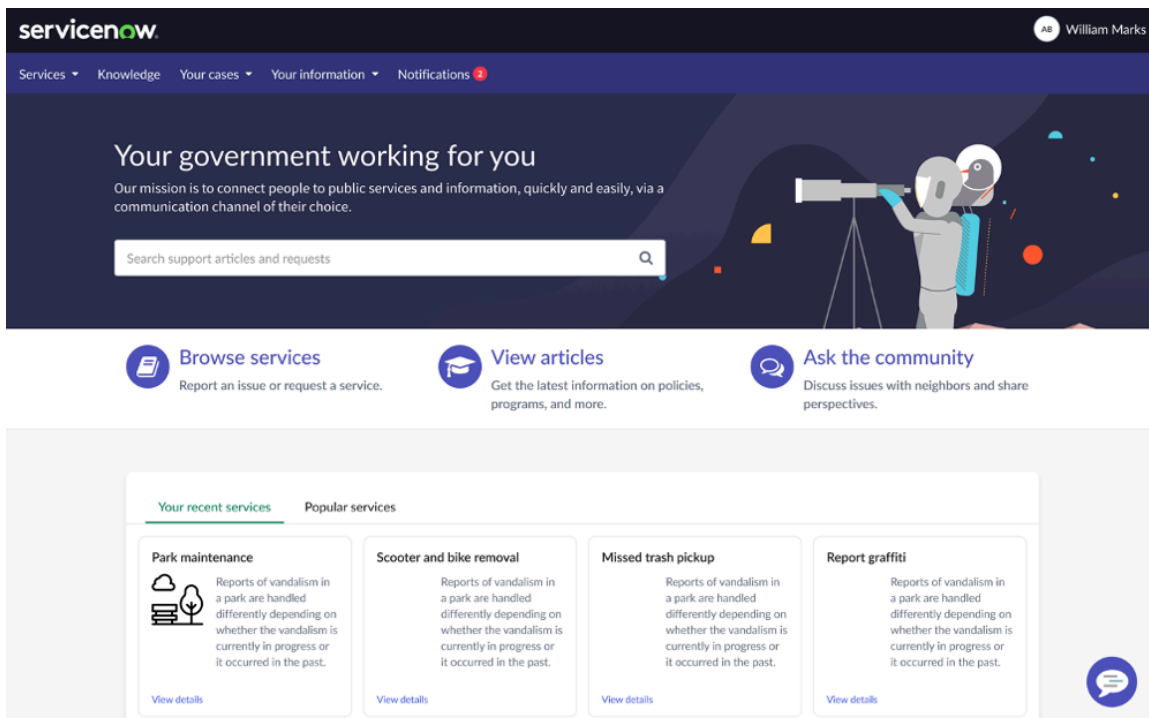 servicenow.
AB William Marks
Services Knowledge Your cases Your information Notifications 2
Your government working for you
Our mission is to connect people to public services and information, quickly and easily, via a
communication channel of their choice.
Search support articles and requests
Browse services
Report an issue or request a service.
View articles
Get the latest information on policies,
programs, and more.
Ask the community
Discuss issues with neighbors and share
perspectives.
Your recent services Popular services
Park maintenance
Reports of vandalism in
a park are handled
differently depending on
whether the vandalism is
currently in progress or
it occurred in the past.
View details
Scooter and bike removal
Reports of vandalism in
a park are handled
differently depending on
whether the vandalism is
currently in progress or
it occurred in the past.
View details
Missed trash pickup
Reports of vandalism in
a park are handled
differently depending on
whether the vandalism is
currently in progress or
it occurred in the past.
View details
Report graffiti
Reports of vandalism in
a park are handled
differently depending on
whether the vandalism is
currently in progress or
it occurred in the past.
View details